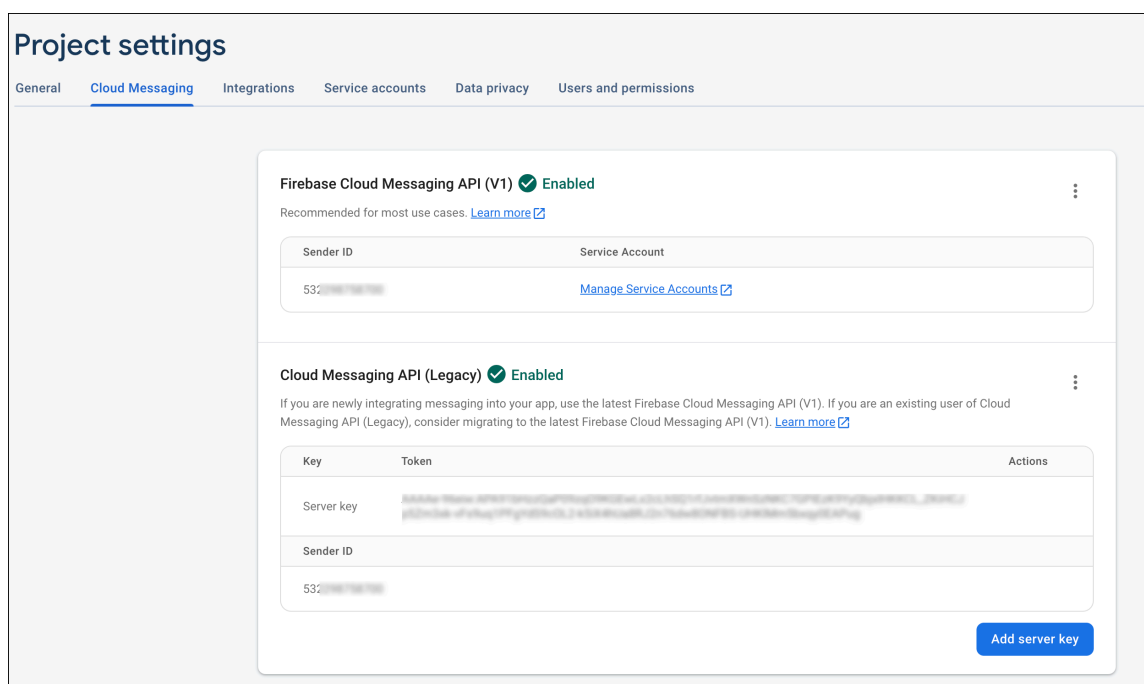 Project settings
General Cloud Messaging Integrations Service accounts Data privacy Users and permissions
Firebase Cloud Messaging API (V1) Enabled
Recommended for most use cases. Learn more
Sender ID Service Account
532 Manage Service Accounts
Cloud Messaging API (Legacy) Enabled
If you are newly integrating messaging into your app, use the latest Firebase Cloud Messaging API (V1). If you are an existing user of Cloud
Messaging API (Legacy), consider migrating to the latest Firebase Cloud Messaging API (V1). Learn more
Key Token Actions
Server key
Sender ID
532
Add server key